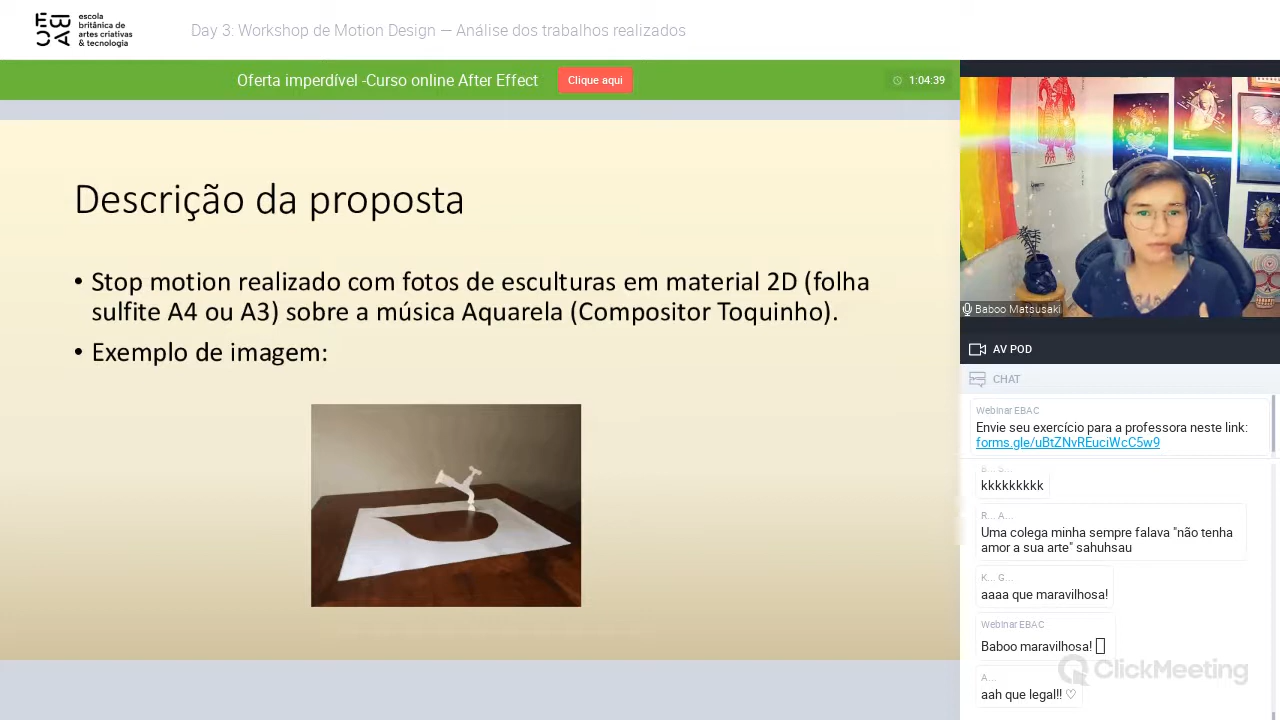 EBAC
escola
britânica de
artes criativas
& tecnologia
Day 3: Workshop de Motion Design — Análise dos trabalhos realizados
Oferta imperdível -Curso online After Effect
Clique aqui
1:04:39
Descrição da proposta
• Stop motion realizado com fotos de esculturas em material 2D (folha
sulfite A4 ou A3) sobre a música Aquarela (Compositor Toquinho).
• Exemplo de imagem:
Baboo Matsusaki
AV POD
CHAT
Webinar EBAC
Envie seu exercício para a professora neste link:
forms.gle/uBtZNvREuciWcC5w9
B... S...
kkkkkkkkk
R... A...
Uma colega minha sempre falava "não tenha
amor a sua arte" sahuhsau
K... G...
aaaa que maravilhosa!
Webinar EBAC
Baboo maravilhosa!
ClickMeeting
A...
aah que legal!! ♡